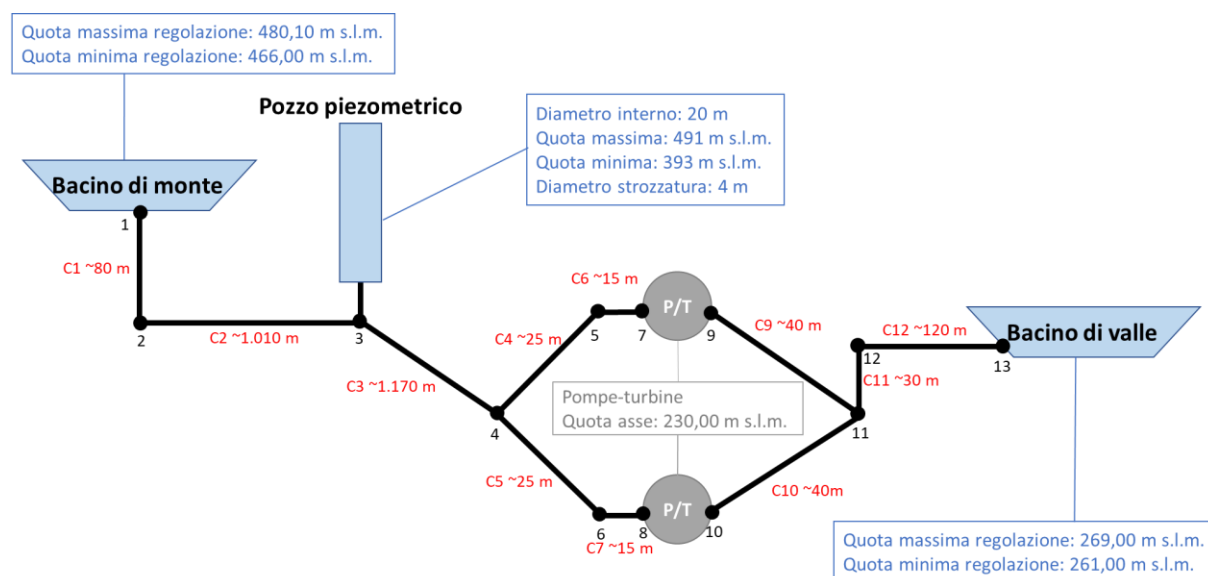 Quota massima regolazione: 480,10 m s.l.m.
Quota minima regolazione: 466,00 m s.l.m.
Pozzo piezometrico
Diametro interno: 20 m
Quota massima: 491 m s.l.m.
Quota minima: 393 m s.l.m.
Diametro strozzatura: 4 m
Bacino di monte
1
C1 ~80 m
2
C2 ~1.010 m
3
C3 ~1.170 m
4
C4 ~25 m
5
C6 ~15 m
7
P/T
9
C9 ~40 m
C12 ~120 m
Bacino di valle
12
13
C11 ~30 m
11
Pompe-turbine
Quota asse: 230,00 m s.l.m.
C5 ~25 m
6
C7 ~15 m
8
P/T
10
C10 ~40m
Quota massima regolazione: 269,00 m s.l.m.
Quota minima regolazione: 261,00 m s.l.m.